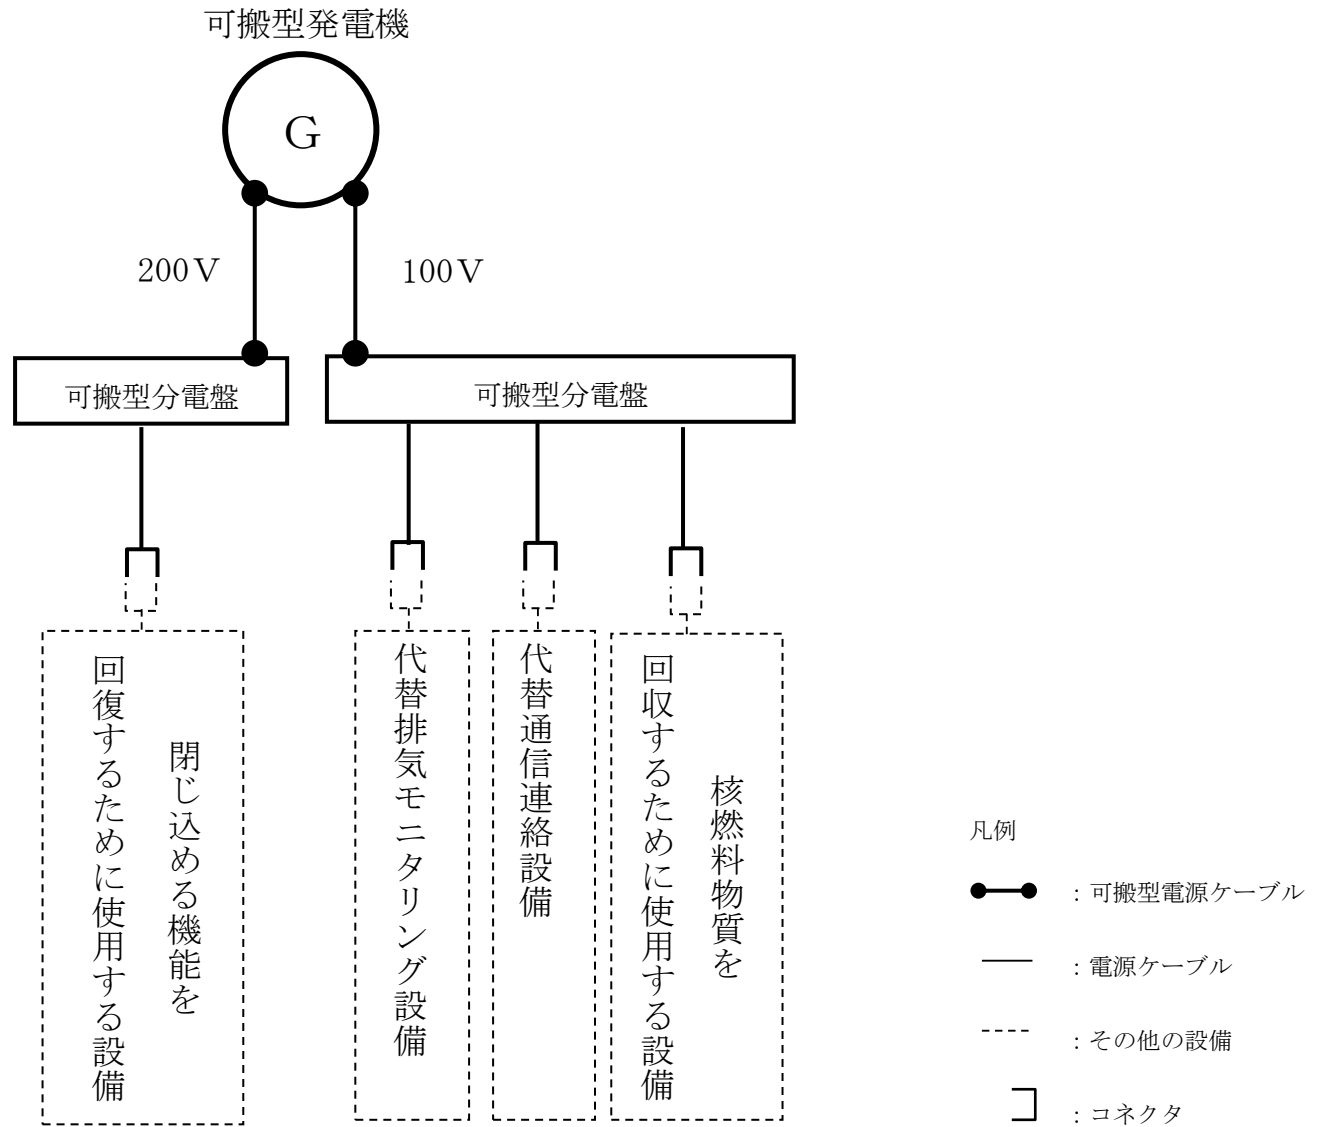 可搬型発電機
G
200V
100V
可搬型分電盤
可搬型分電盤
閉じ込める機能を
回復するために使用する設備
代替排気モニタリング設備
代替通信連絡設備
核燃料物質を
回収するために使用する設備
凡例
：可搬型電源ケーブル
：電源ケーブル
：その他の設備
：コネクタ